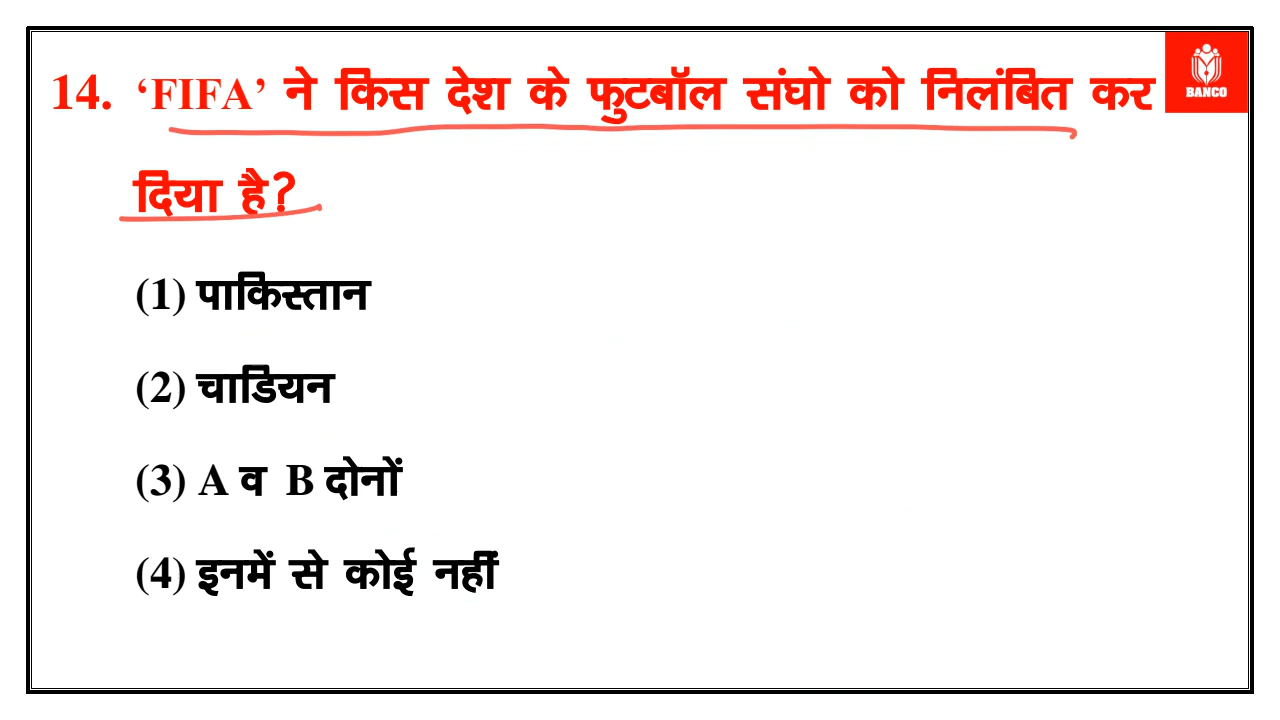 14. ‘FIFA’ ने किस देश के फुटबॉल संघो को निलंबित कर
BANCO
दिया है?
(1) पाकिस्तान
(2) चाडियन
(3) A व B दोनों
(4) इनमें से कोई नहीं